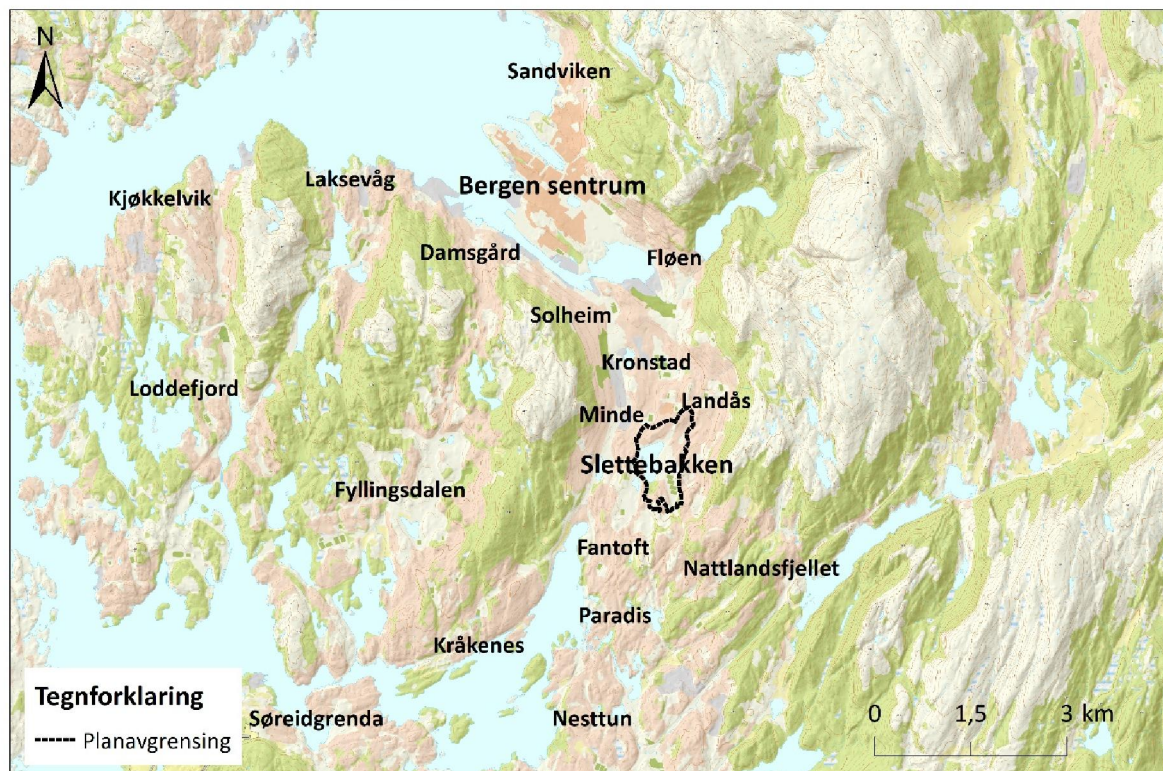 N
Sandviken
Laksevåg
Bergen sentrum
Kjøkkelvik
Damsgård
Fløen
Solheim
Kronstad
Loddefjord
Landås
Minde
Slettebakken
Fyllingsdalen
Fantoft
Nattlandsfjellet
Paradis
Kråkenes
Tegnforklaring
Planavgrensing
Søreidgrenda
Nesttun
0 1,5 3 km